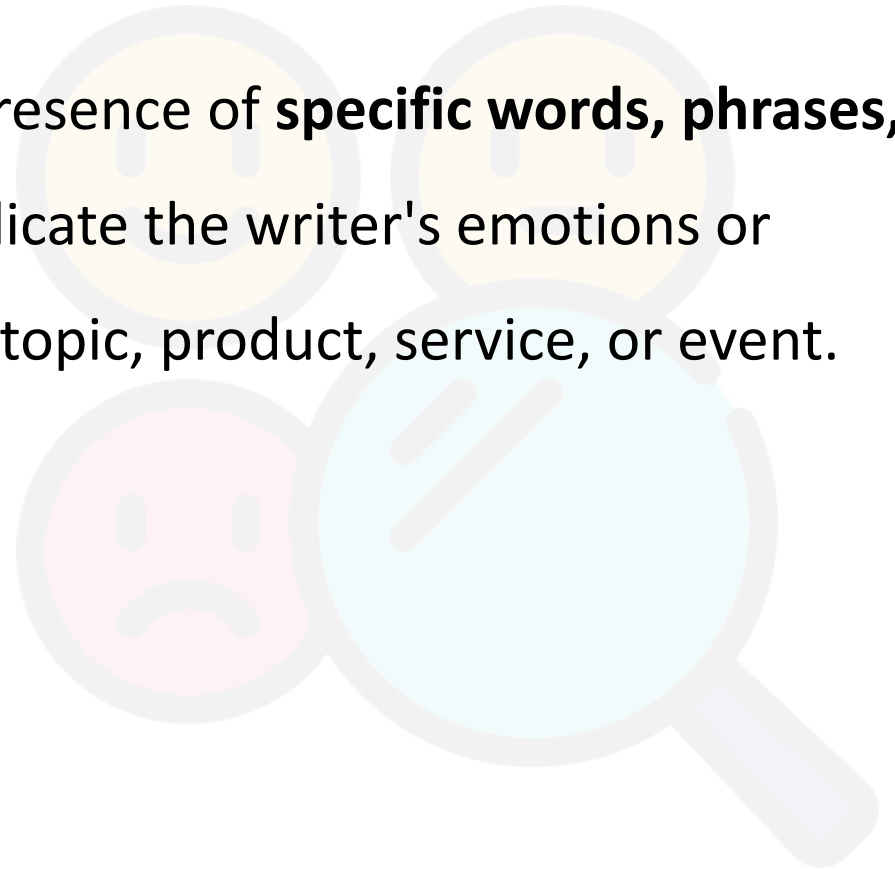 resence of specific words, phrases,
licate the writer's emotions or
topic, product, service, or event.